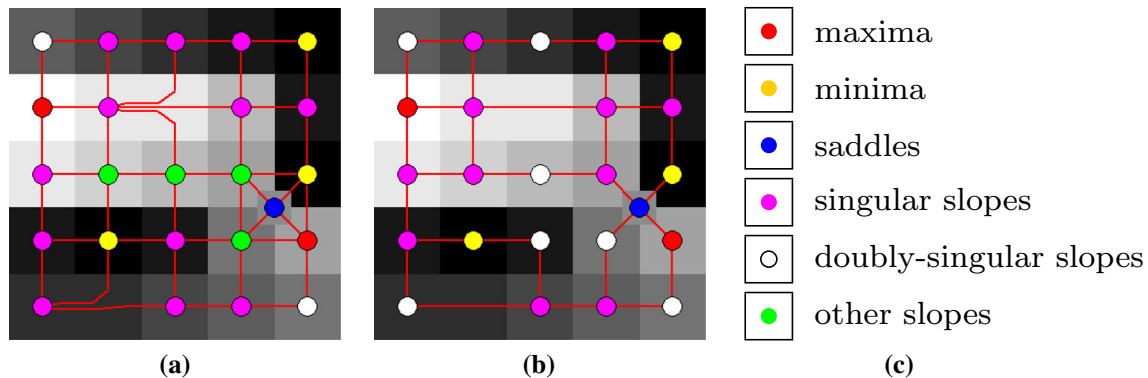 maxima
minima
saddles
singular slopes
doubly-singular slopes
other slopes
(a)
(b)
(c)